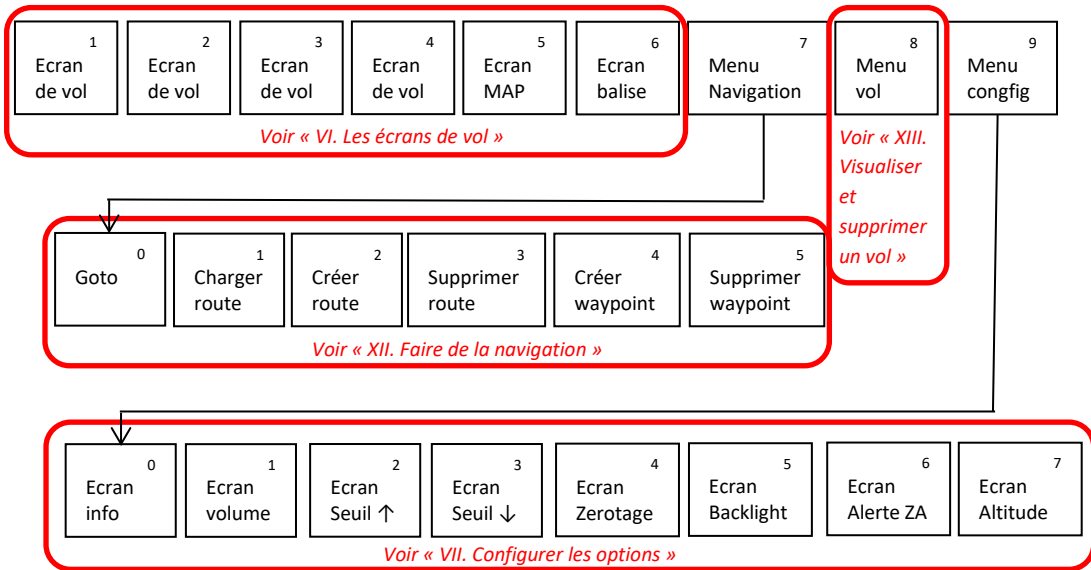 1
Ecran
de vol
2
Ecran
de vol
3
Ecran
de vol
4
Ecran
de vol
5
Ecran
MAP
6
Ecran
balise
7
Menu
Navigation
8
Menu
vol
9
Menu
congfig
Voir « VI. Les écrans de vol »
Voir « XIII.
Visualiser
et
supprimer
un vol »
0
Goto
1
Charger
route
2
Créer
route
3
Supprimer
route
4
Créer
waypoint
5
Supprimer
waypoint
Voir « XII. Faire de la navigation »
0
Ecran
info
1
Ecran
volume
2
Ecran
Seuil ↑
3
Ecran
Seuil ↓
4
Ecran
Zerotage
5
Ecran
Backlight
6
Ecran
Alerte ZA
7
Ecran
Altitude
Voir « VII. Configurer les options »